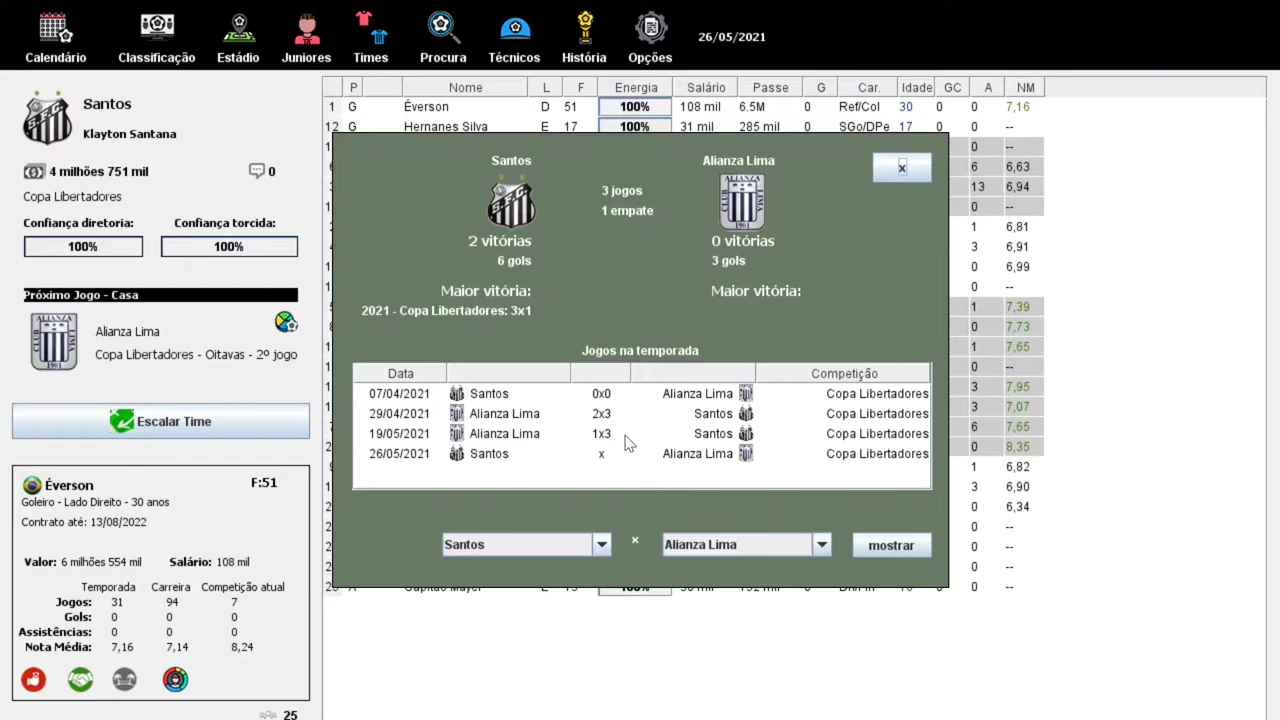 Calendário Classificação Estádio Juniores Times Procura Técnicos História Opções 26/05/2021
Santos
Klayton Santana
4 milhões 751 mil 0
Copa Libertadores
Confiança diretoria: Confiança torcida:
100% 100%
Próximo Jogo - Casa
Alianza Lima
Copa Libertadores - Oitavas - 2º jogo
Escalar Time
Éverson F:51
Goleiro - Lado Direito - 30 anos
Contrato até: 13/08/2022
Valor: 6 milhões 554 mil Salário: 108 mil
Temporada Carreira Competição atual
Jogos: 31 94 7
Gols: 0 0 0
Assistências: 0 0 0
Nota Média: 7,16 7,14 8,24
25
P Nome L F Energia Salário Passe G Car. Idade GC A NM
1 G Éverson D 51 100% 108 mil 6.5M 0 Ref/Col 30 0 0 7,16
12 G Hernanes Silva E 17 100% 31 mil 285 mil 0 SGo/DPe 17 0 0 --
0 --
6 6,63
13 6,94
0 --
1 6,81
3 6,91
0 6,99
0 --
1 7,39
0 7,73
1 7,65
0 --
3 7,95
3 7,07
6 7,65
0 8,35
1 6,82
3 6,90
0 6,34
0 --
0 --
0 --
0 --
Santos Alianza Lima x
3 jogos
1 empate
2 vitórias 0 vitórias
6 gols 3 gols
Maior vitória: Maior vitória:
2021 - Copa Libertadores: 3x1
Jogos na temporada
Data Competição
07/04/2021 Santos 0x0 Alianza Lima Copa Libertadores
29/04/2021 Alianza Lima 2x3 Santos Copa Libertadores
19/05/2021 Alianza Lima 1x3 Santos Copa Libertadores
26/05/2021 Santos x Alianza Lima Copa Libertadores
Santos × Alianza Lima mostrar